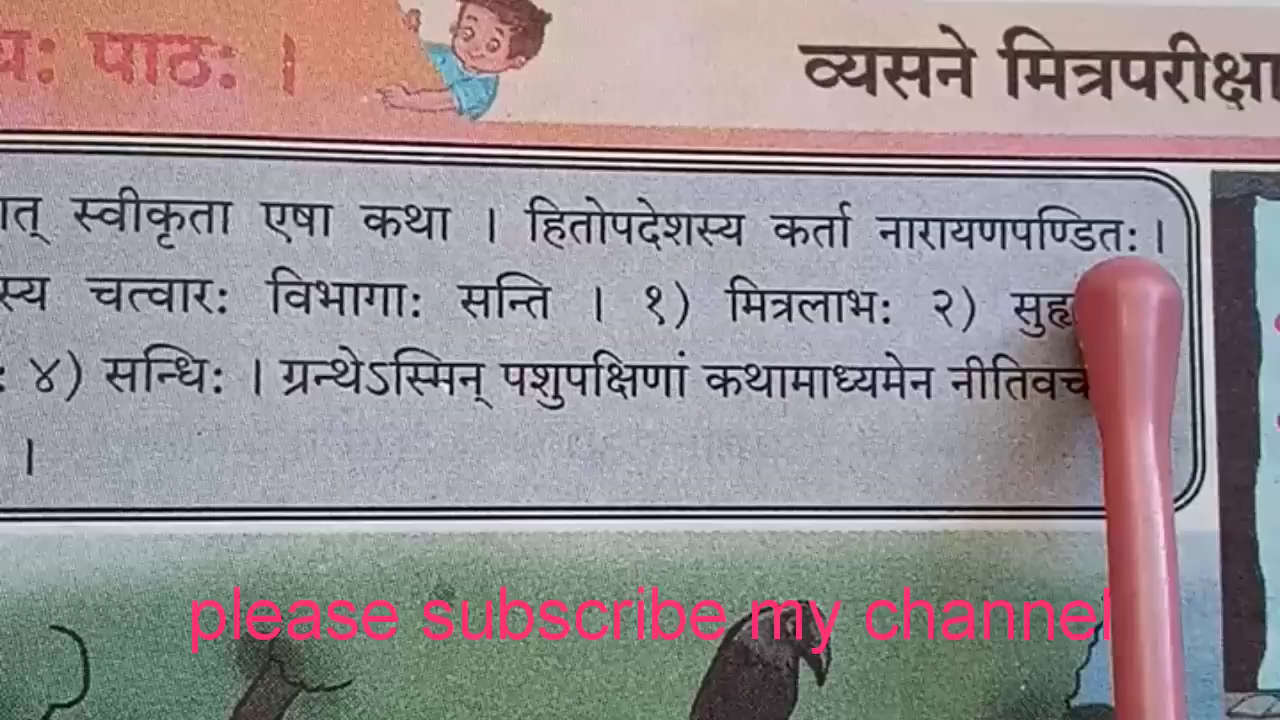 पाठः ।
व्यसने मित्रपरीक्षा
स्वीकृता एषा कथा । हितोपदेशस्य कर्ता नारायणपण्डितः ।
चत्वारः विभागाः सन्ति । १) मित्रलाभः २)
४) सन्धिः । ग्रन्थेऽस्मिन् पशुपक्षिणां कथामाध्यमेन
।
please subscribe my channel